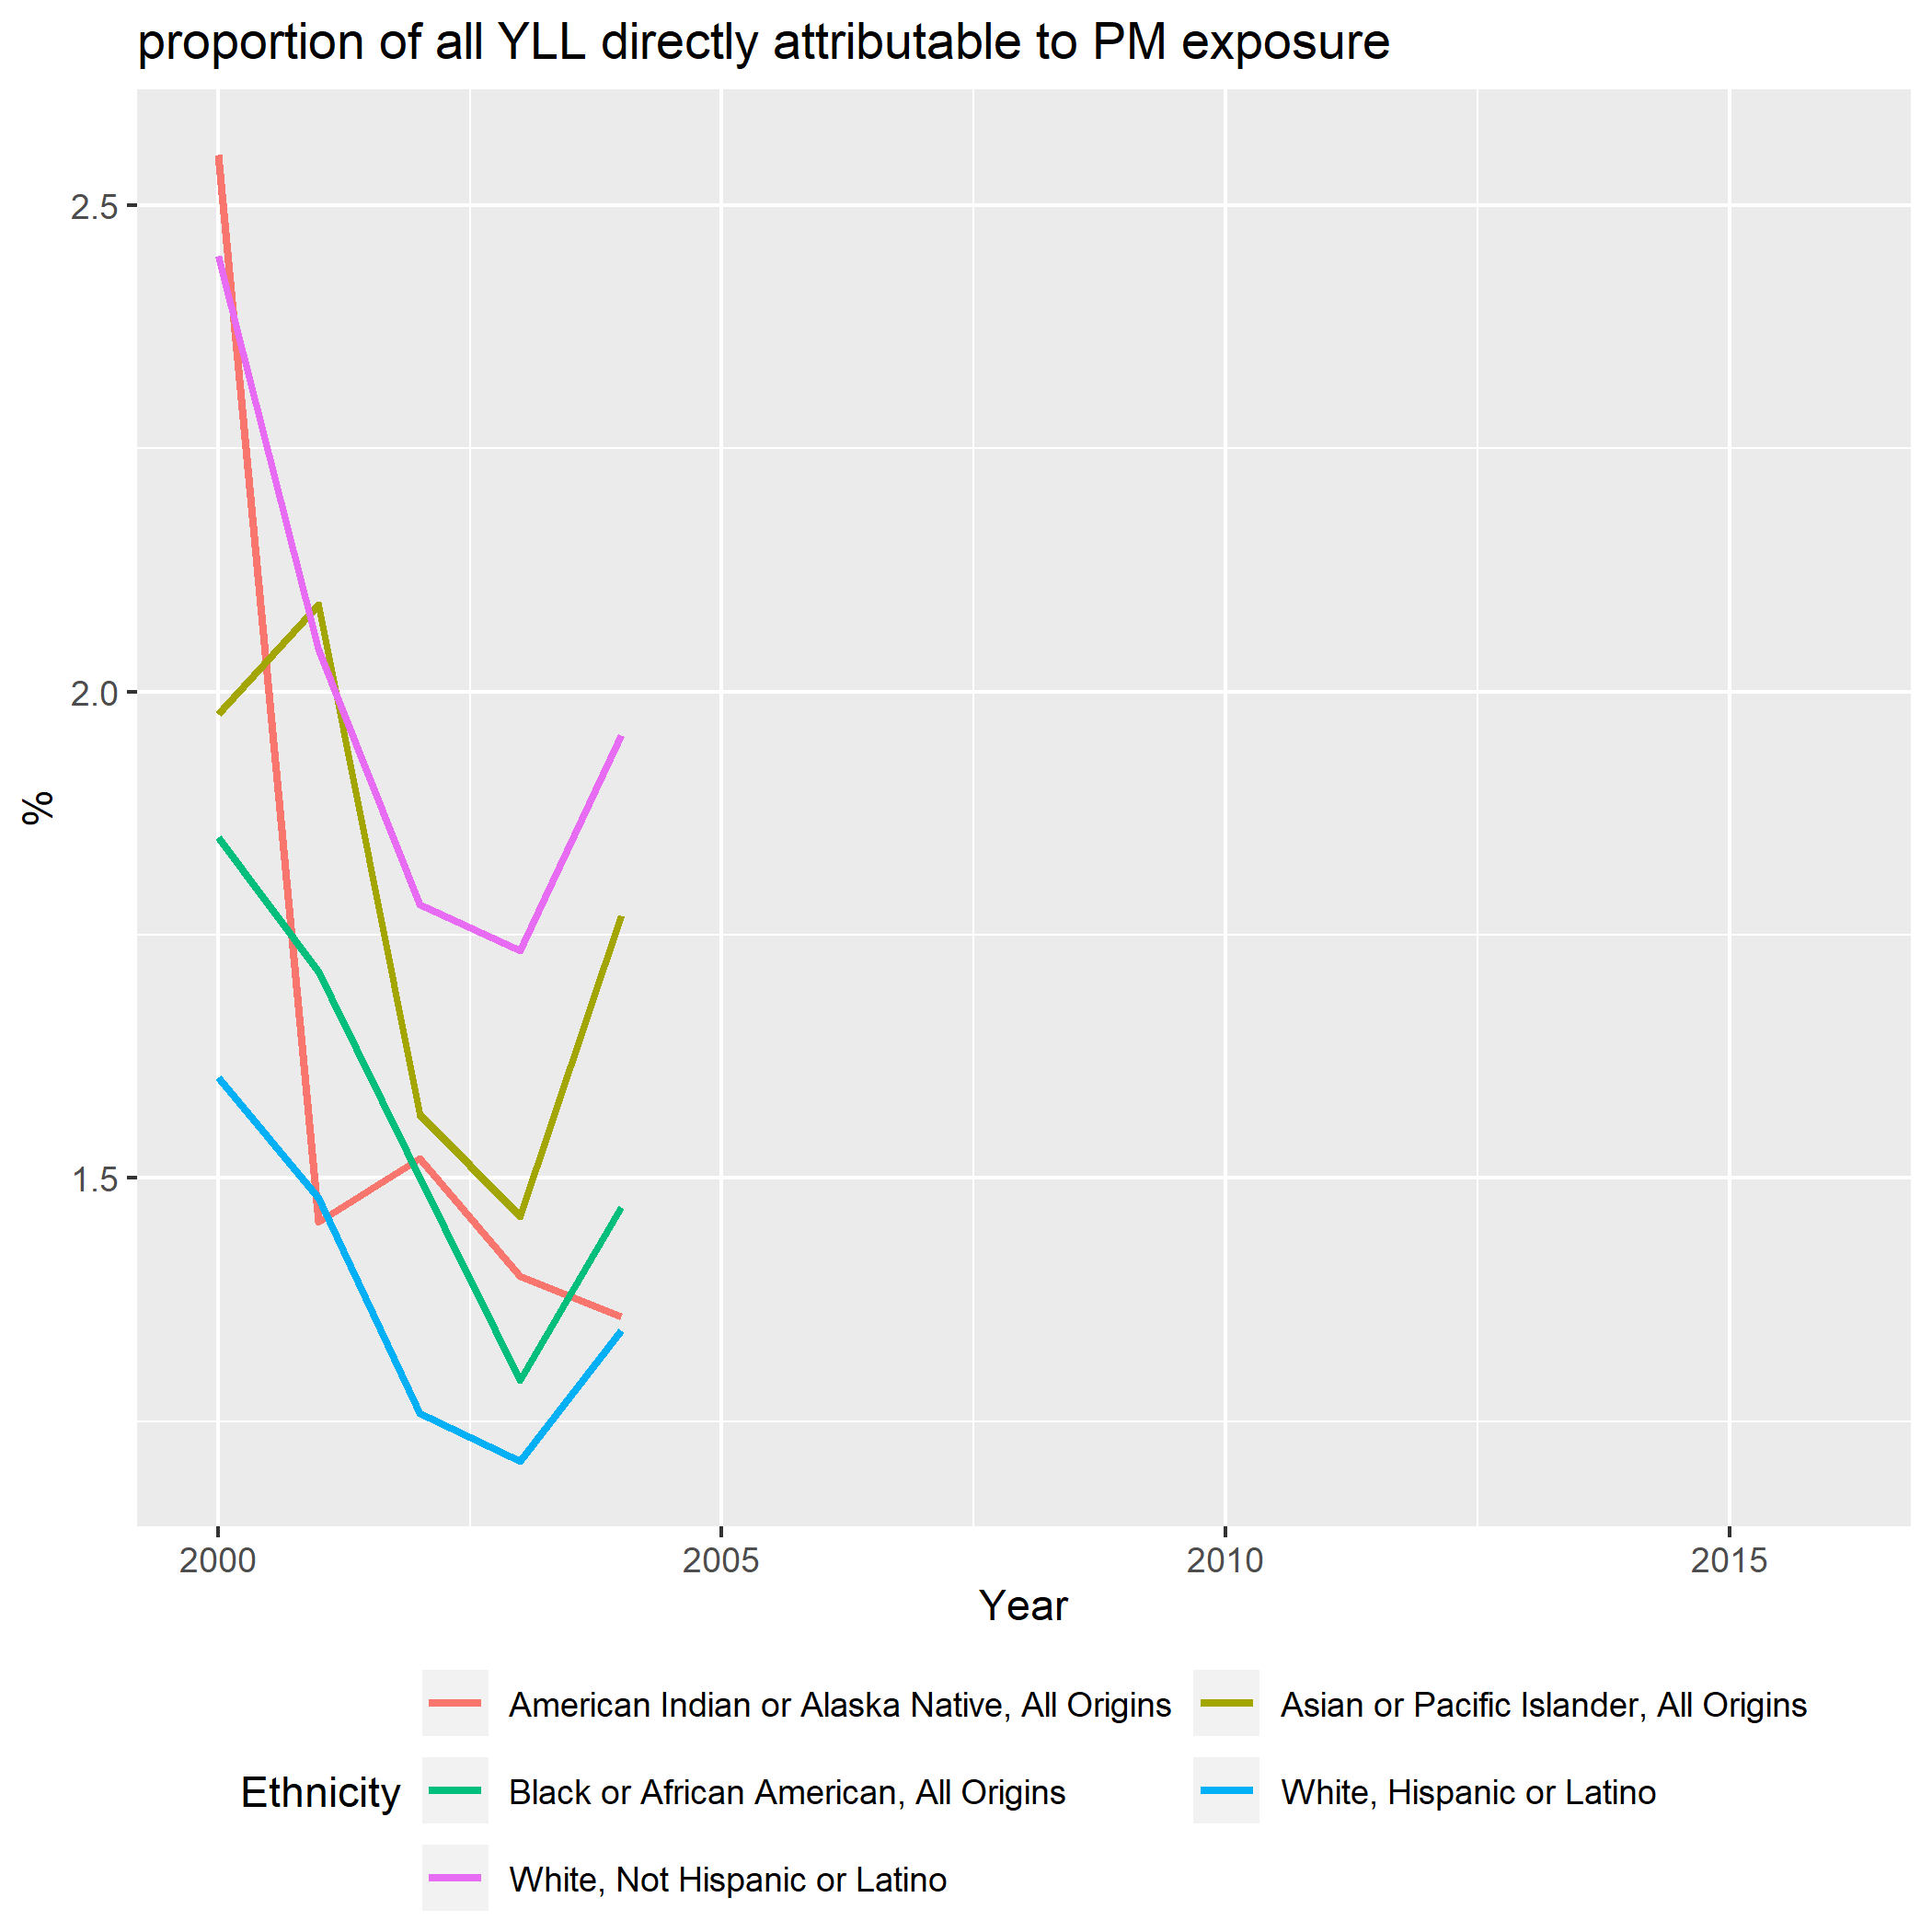 proportion of all YLL directly attributable to PM exposure
2.5
2.0
1.5
%
2000 2005 2010 2015
Year
Ethnicity
American Indian or Alaska Native, All Origins
Asian or Pacific Islander, All Origins
Black or African American, All Origins
White, Hispanic or Latino
White, Not Hispanic or Latino